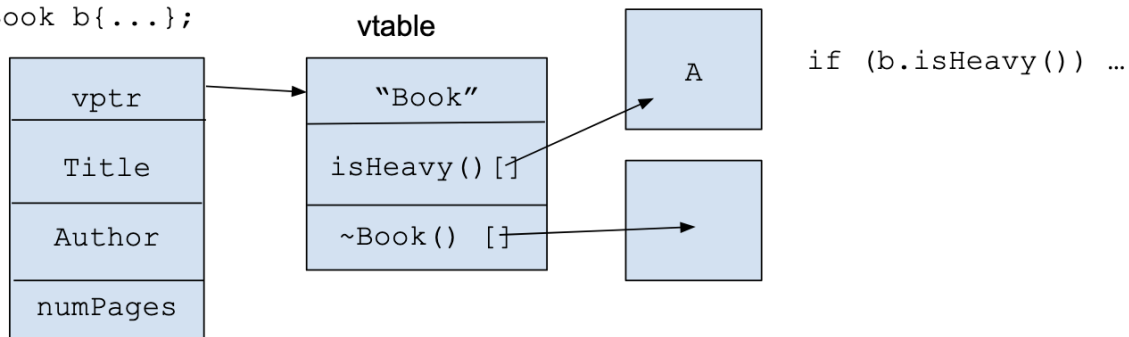 ook b{...};
vtable
vptr
Title
Author
numPages
“Book”
isHeavy()[]
~Book() []
A
if (b.isHeavy()) …